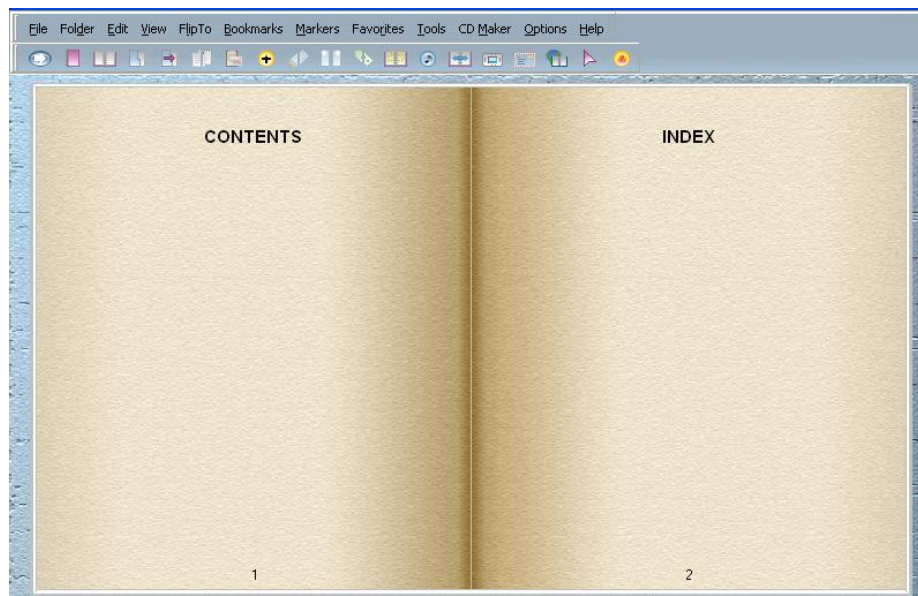 File Folder Edit View FlipTo Bookmarks Markers Favorites Tools CD Maker Options Help
CONTENTS
INDEX
1
2